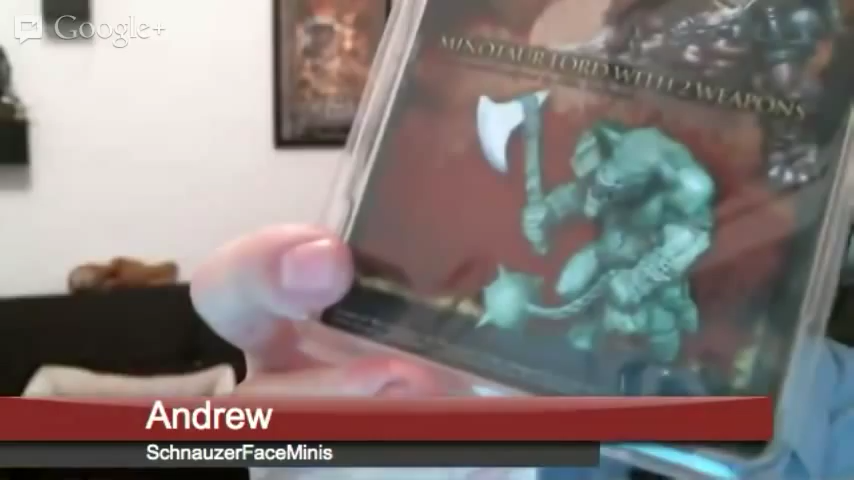 Google+
MINOTAUR LORD WITH 2 WEAPONS
Andrew
SchnauzerFaceMinis